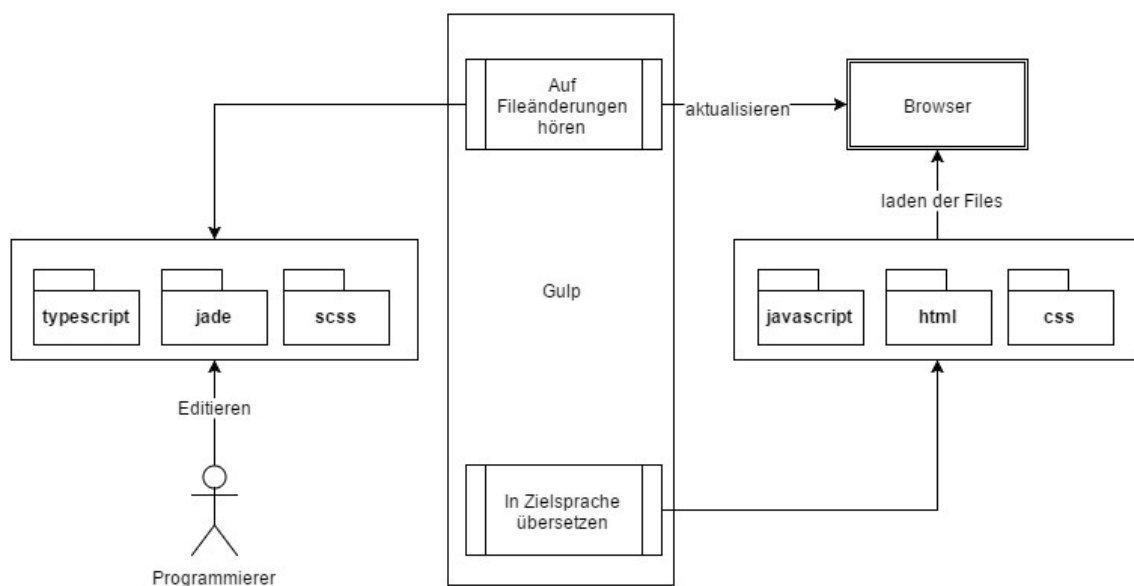 Auf
Fileänderungen
hören
aktualisieren
Browser
laden der Files
typescript
jade
scss
Gulp
javascript
html
css
Editieren
In Zielsprache
übersetzen
Programmierer